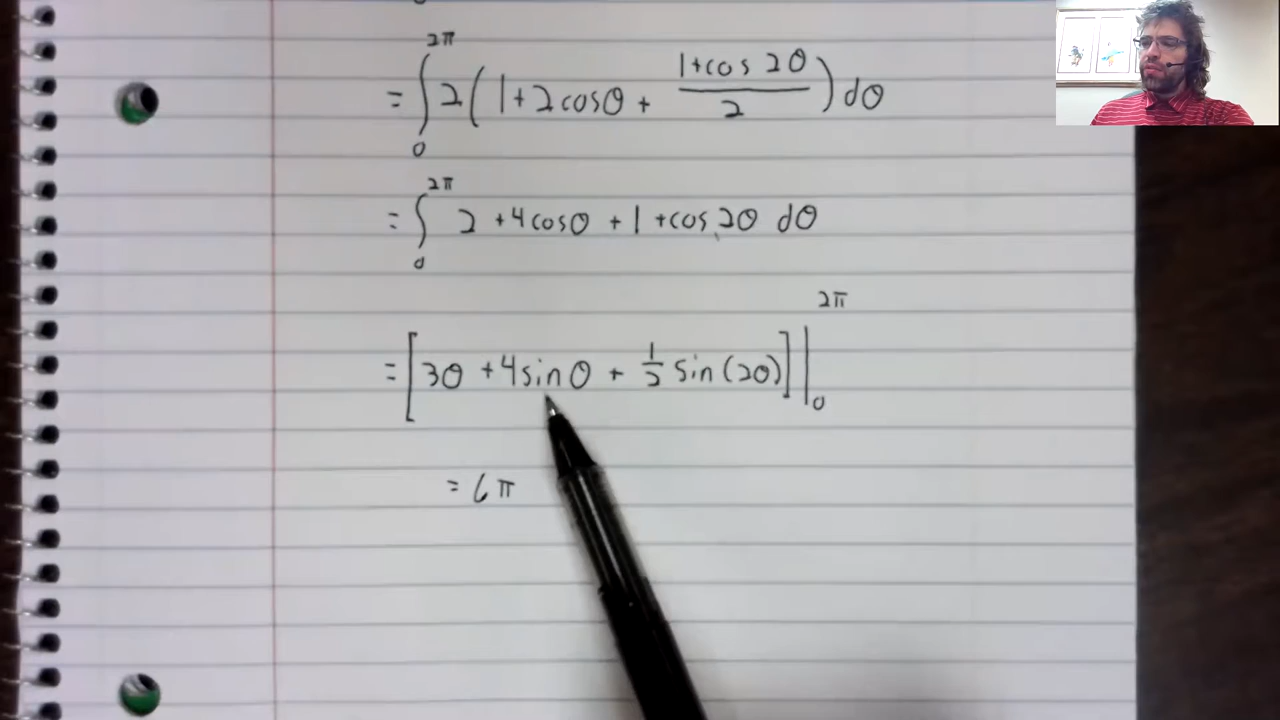 = ∫₀^{2π} 2(1+2cosθ + (1+cos 2θ)/2) dθ
= ∫₀^{2π} 2 +4cosθ +1 +cos 2θ dθ
= [3θ +4sinθ + 1/2 sin(2θ)] |₀^{2π}
= 6π